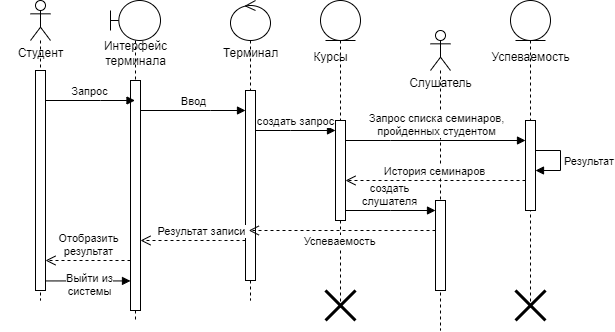 Студент
Интерфейс
терминала
Терминал
Курсы
Слушатель
Успеваемость
Запрос
Ввод
создать запрос
Запрос списка семинаров,
пройденных студентом
Результат
История семинаров
создать
слушателя
Результат записи
Успеваемость
Отобразить
результат
Выйти из
системы